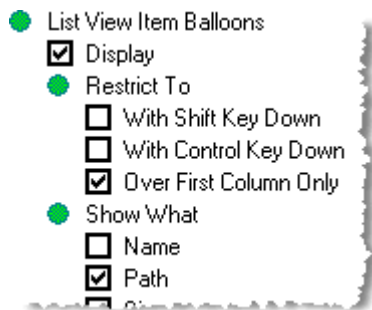 List View Item Balloons
Display
Restrict To
With Shift Key Down
With Control Key Down
Over First Column Only
Show What
Name
Path